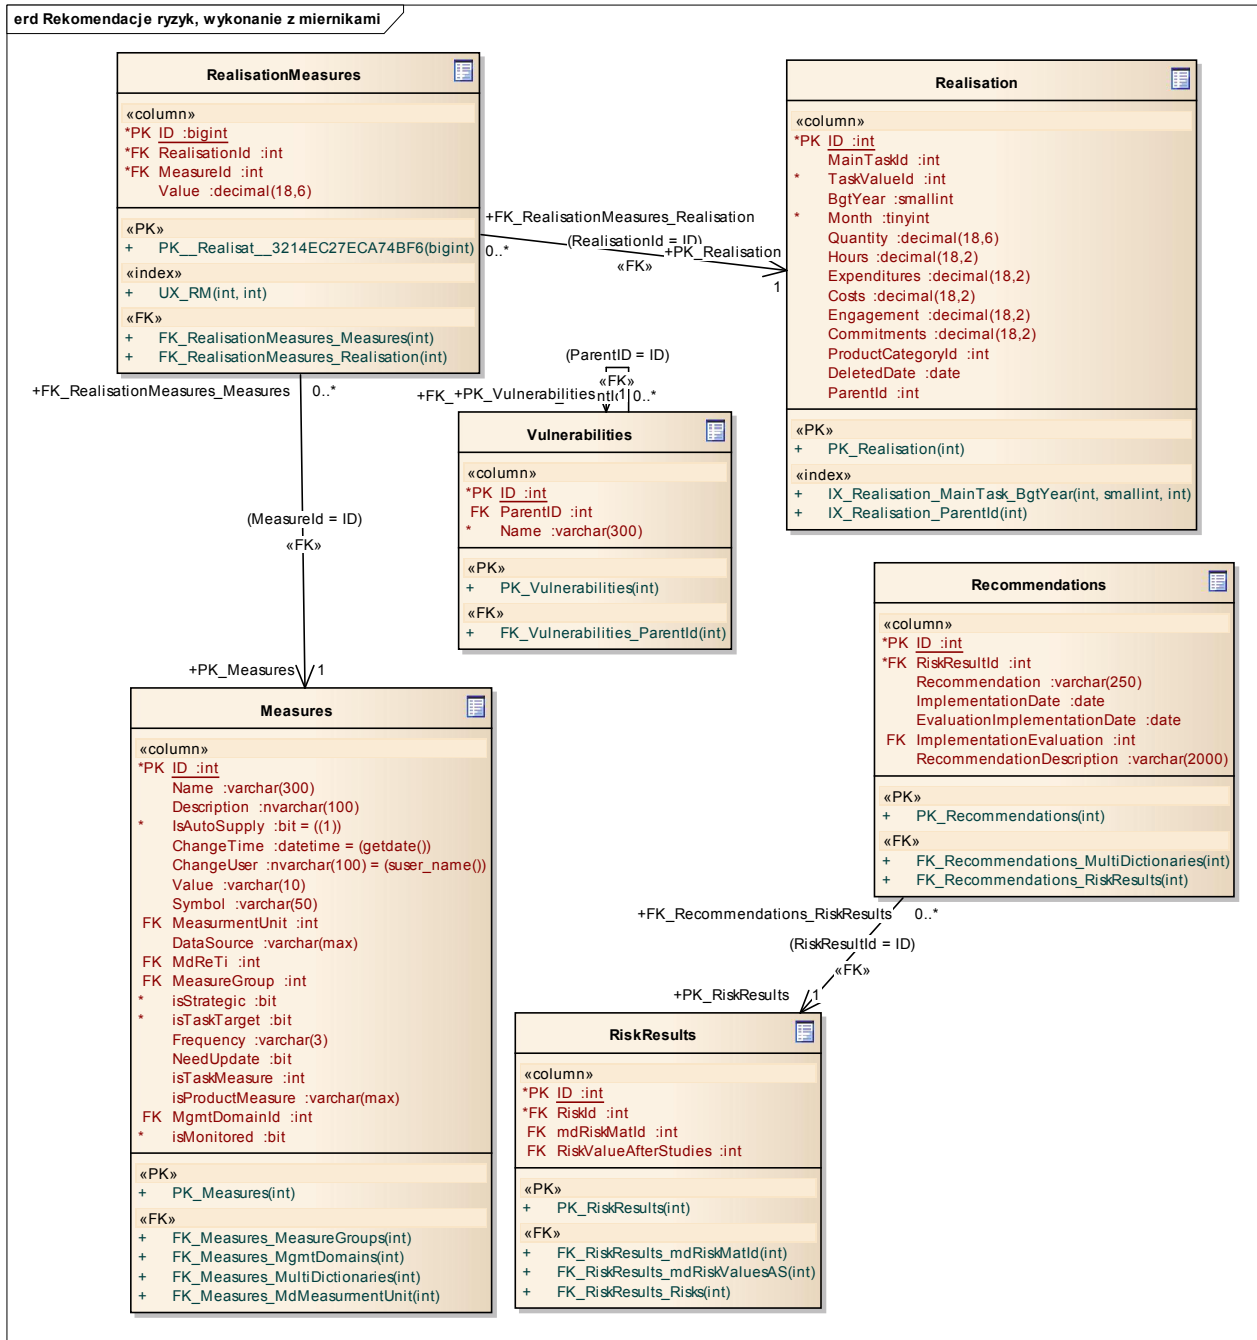 erd Rekomendacje ryzyk, wykonanie z miernikami
RealisationMeasures
«column»
*PK ID :bigint
*FK RealisationId :int
*FK MeasureId :int
Value :decimal(18,6)
«PK»
+ PK__Realisat__3214EC27ECA74BF6(bigint)
«index»
+ UX_RM(int, int)
«FK»
+ FK_RealisationMeasures_Measures(int)
+ FK_RealisationMeasures_Realisation(int)
Realisation
«column»
*PK ID :int
MainTaskId :int
* TaskValueId :int
BgtYear :smallint
* Month :tinyint
Quantity :decimal(18,6)
Hours :decimal(18,2)
Expenditures :decimal(18,2)
Costs :decimal(18,2)
Engagement :decimal(18,2)
Commitments :decimal(18,2)
ProductCategoryId :int
DeletedDate :date
ParentId :int
«PK»
+ PK_Realisation(int)
«index»
+ IX_Realisation_MainTask_BgtYear(int, smallint, int)
+ IX_Realisation_ParentId(int)
+FK_RealisationMeasures_Realisation
0..*
(RealisationId = ID)
+PK_Realisation
«FK»
1
+FK_RealisationMeasures_Measures
0..*
(MeasureId = ID)
«FK»
+PK_Measures
1
(ParentID = ID)
«FK»
+FK_
+PK_Vulnerabilities
1
0..*
Vulnerabilities
«column»
*PK ID :int
FK ParentID :int
* Name :varchar(300)
«PK»
+ PK_Vulnerabilities(int)
«FK»
+ FK_Vulnerabilities_ParentId(int)
Recommendations
«column»
*PK ID :int
*FK RiskResultId :int
Recommendation :varchar(250)
ImplementationDate :date
EvaluationImplementationDate :date
FK ImplementationEvaluation :int
RecommendationDescription :varchar(2000)
«PK»
+ PK_Recommendations(int)
«FK»
+ FK_Recommendations_MultiDictionaries(int)
+ FK_Recommendations_RiskResults(int)
+FK_Recommendations_RiskResults
0..*
(RiskResultId = ID)
«FK»
+PK_RiskResults
1
Measures
«column»
*PK ID :int
Name :varchar(300)
Description :nvarchar(100)
* IsAutoSupply :bit = ((1))
ChangeTime :datetime = (getdate())
ChangeUser :nvarchar(100) = (suser_name())
Value :varchar(10)
Symbol :varchar(50)
FK MeasurmentUnit :int
DataSource :varchar(max)
FK MdReTi :int
FK MeasureGroup :int
* isStrategic :bit
* isTaskTarget :bit
Frequency :varchar(3)
NeedUpdate :bit
isTaskMeasure :int
isProductMeasure :varchar(max)
FK MgmtDomainId :int
* isMonitored :bit
«PK»
+ PK_Measures(int)
«FK»
+ FK_Measures_MeasureGroups(int)
+ FK_Measures_MgmtDomains(int)
+ FK_Measures_MultiDictionaries(int)
+ FK_Measures_MdMeasurmentUnit(int)
RiskResults
«column»
*PK ID :int
*FK RiskId :int
FK mdRiskMatId :int
FK RiskValueAfterStudies :int
«PK»
+ PK_RiskResults(int)
«FK»
+ FK_RiskResults_mdRiskMatId(int)
+ FK_RiskResults_mdRiskValuesAS(int)
+ FK_RiskResults_Risks(int)